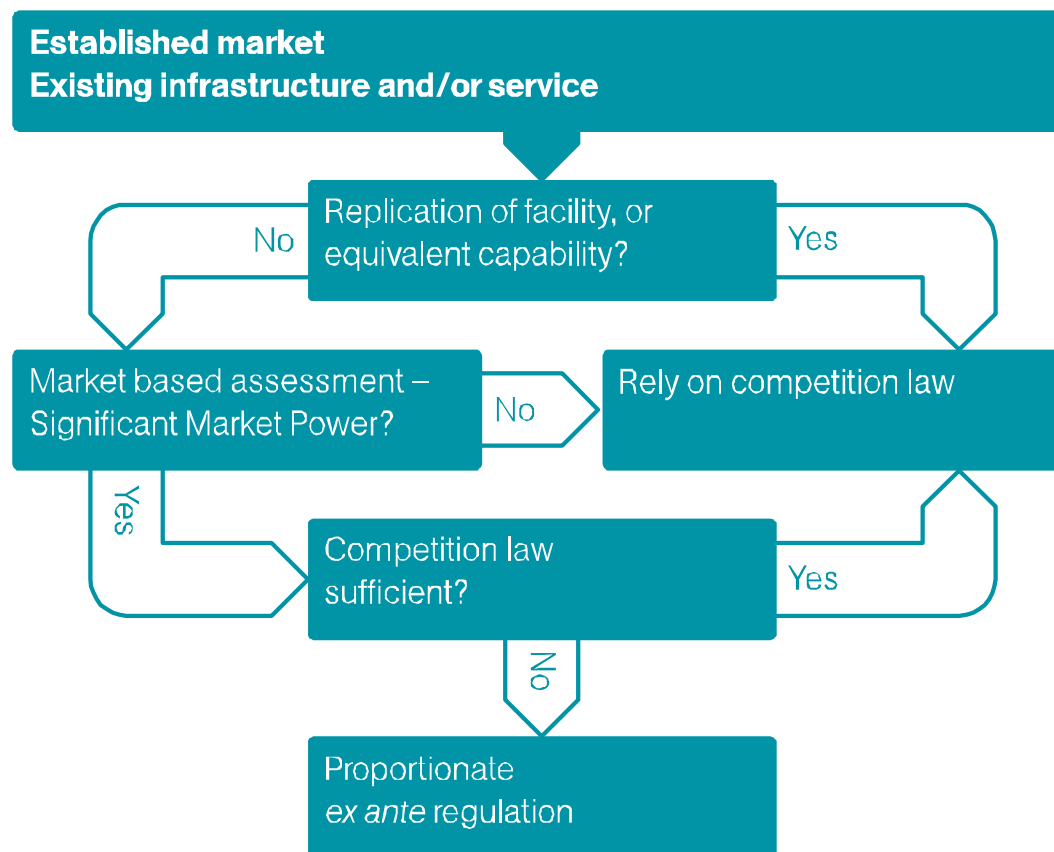 Established market
Existing infrastructure and/or service
Replication of facility, or
equivalent capability?
No
Yes
Market based assessment –
Significant Market Power?
No
Rely on competition law
Yes
Competition law
sufficient?
Yes
No
Proportionate
ex ante regulation